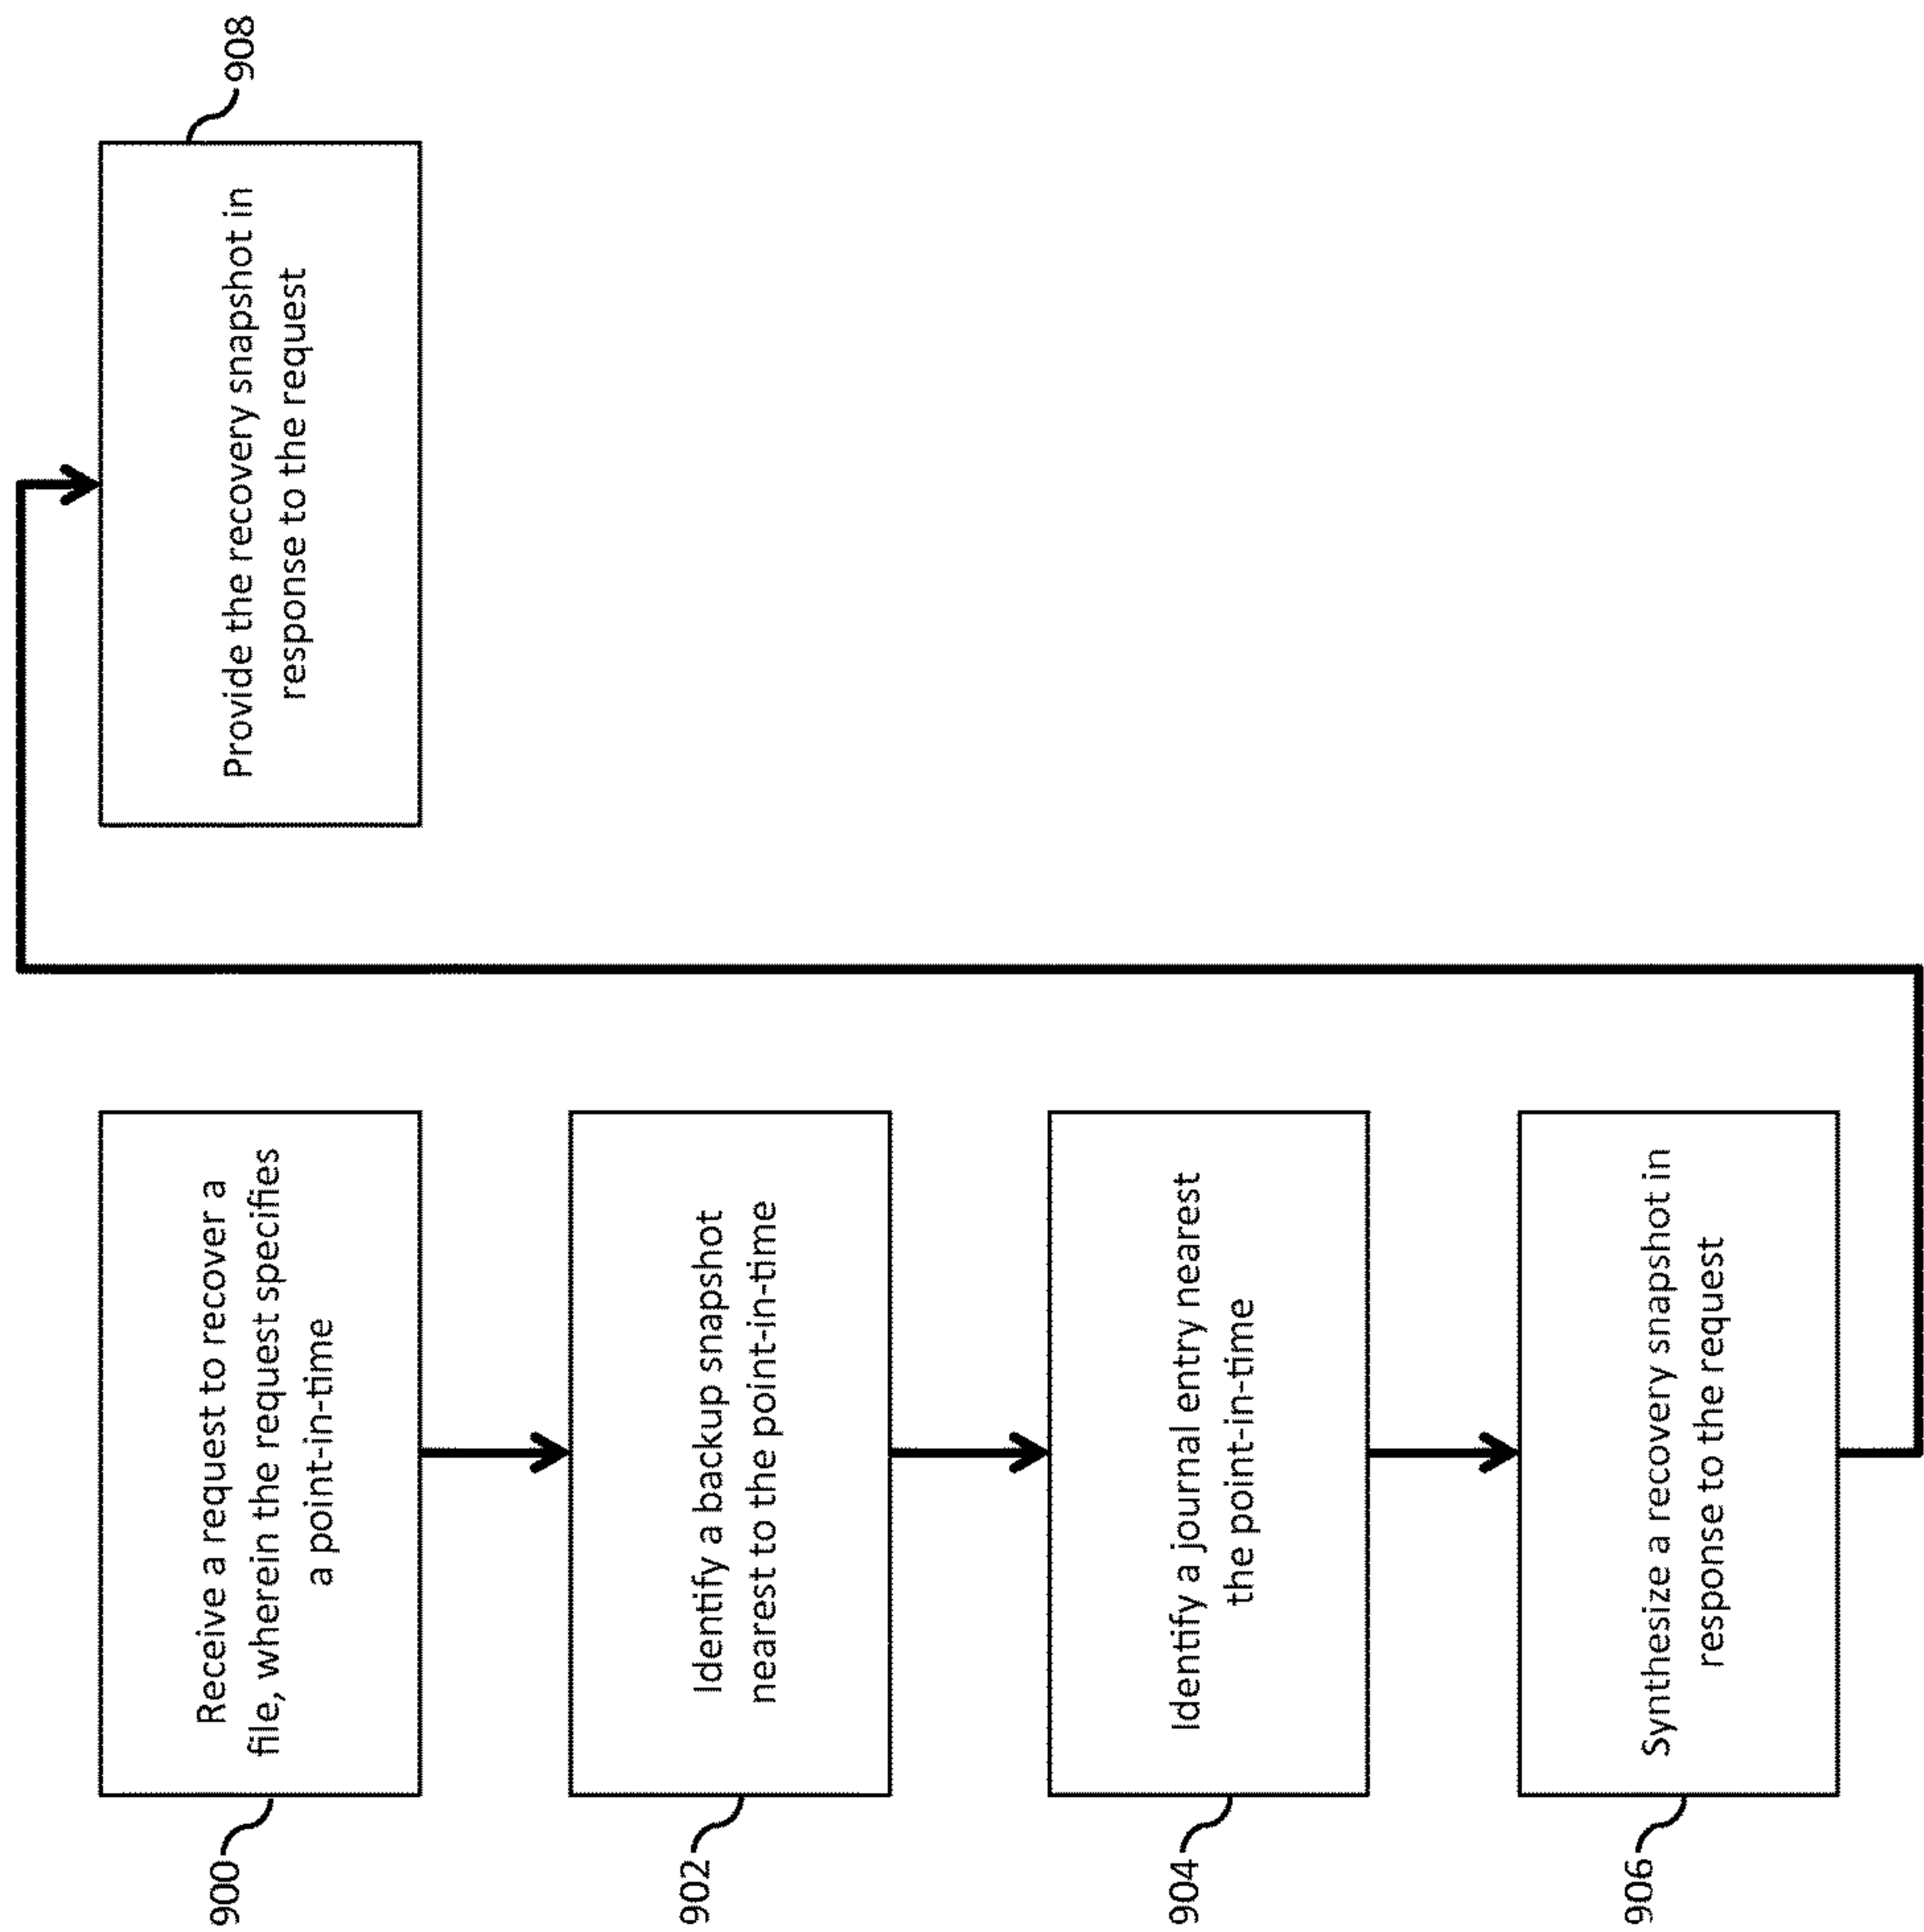 900
Receive a request to recover a
file, wherein the request specifies
a point-in-time
902
Identify a backup snapshot
nearest to the point-in-time
904
Identify a journal entry nearest
the point-in-time
906
Synthesize a recovery snapshot in
response to the request
908
Provide the recovery snapshot in
response to the request